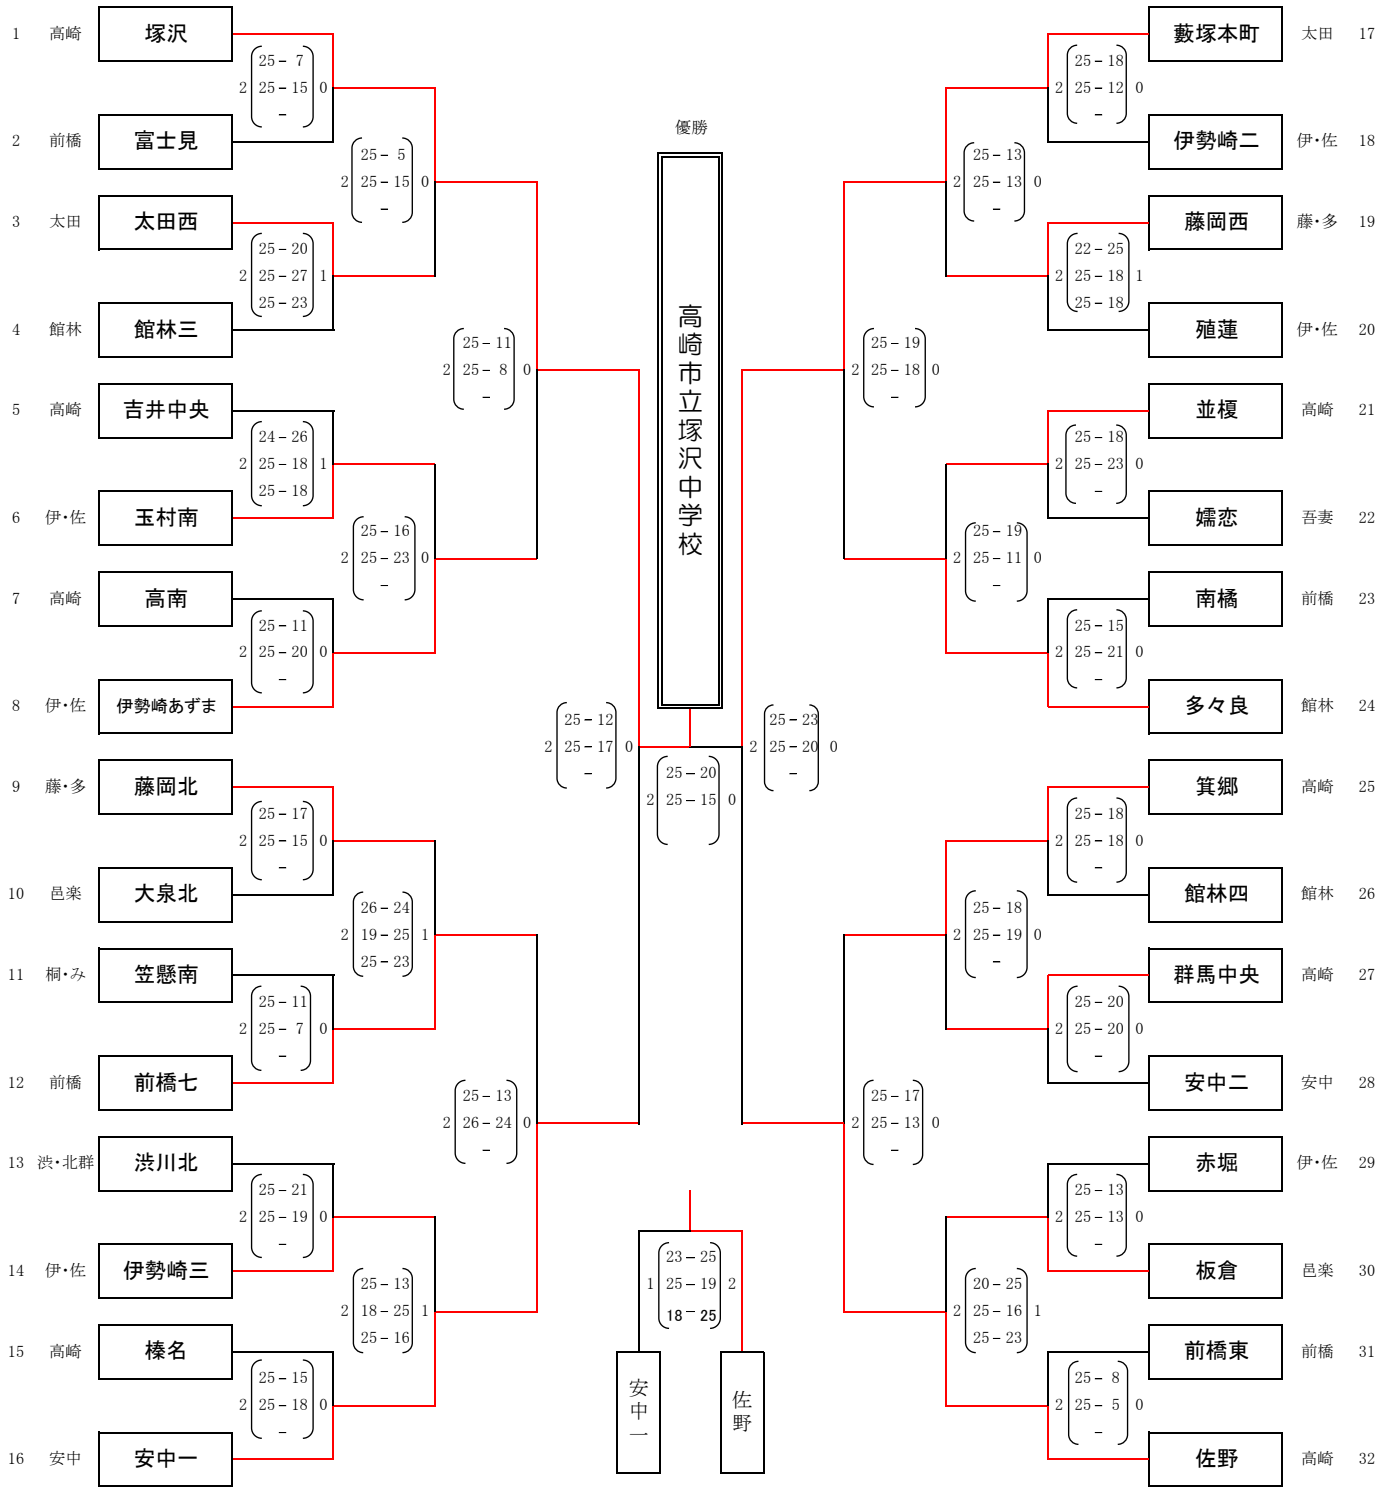 優勝
高崎市立塚沢中学校
1 高崎 塚沢
25- 7
2 25-15 0
-
2 前橋 富士見
25- 5
2 25-15 0
-
3 太田 太田西
25-20
2 25-27 1
25-23
4 館林 館林三
25-11
2 25- 8 0
-
5 高崎 吉井中央
24-26
2 25-18 1
25-18
6 伊・佐 玉村南
25-16
2 25-23 0
-
7 高崎 高南
25-11
2 25-20 0
-
8 伊・佐 伊勢崎あずま
25-12
2 25-17 0
-
9 藤・多 藤岡北
25-17
2 25-15 0
-
10 邑楽 大泉北
26-24
2 19-25 1
25-23
11 桐・み 笠懸南
25-11
2 25- 7 0
-
12 前橋 前橋七
25-13
2 26-24 0
-
13 渋・北群 渋川北
25-21
2 25-19 0
-
14 伊・佐 伊勢崎三
25-13
2 18-25 1
25-16
15 高崎 榛名
25-15
2 25-18 0
-
16 安中 安中一
25-20
2 25-15 0
23-25
1 25-19 2
18-25
安中一
佐野
藪塚本町 太田 17
25-18
2 25-12 0
-
伊勢崎二 伊・佐 18
25-13
2 25-13 0
-
藤岡西 藤・多 19
22-25
2 25-18 1
25-18
殖蓮 伊・佐 20
25-19
2 25-18 0
-
並榎 高崎 21
25-18
2 25-23 0
-
嬬恋 吾妻 22
25-19
2 25-11 0
-
南橘 前橋 23
25-15
2 25-21 0
-
多々良 館林 24
25-23
2 25-20 0
-
箕郷 高崎 25
25-18
2 25-18 0
-
館林四 館林 26
25-18
2 25-19 0
-
群馬中央 高崎 27
25-20
2 25-20 0
-
安中二 安中 28
25-17
2 25-13 0
-
赤堀 伊・佐 29
25-13
2 25-13 0
-
板倉 邑楽 30
20-25
2 25-16 1
25-23
前橋東 前橋 31
25- 8
2 25- 5 0
-
佐野 高崎 32